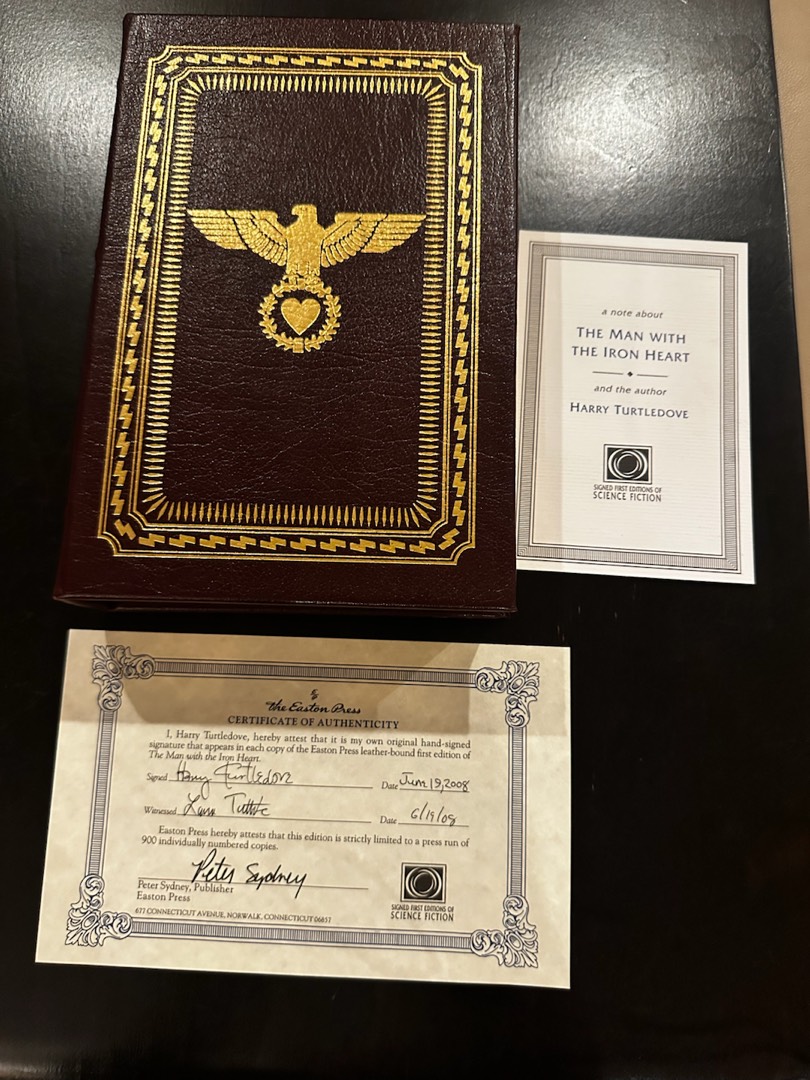 a note about
THE MAN WITH
THE IRON HEART
and the author
HARRY TURTLEDOVE
SIGNED FIRST EDITIONS OF
SCIENCE FICTION
the Easton Press
CERTIFICATE OF AUTHENTICITY
I, Harry Turtledove, hereby attest that it is my own original hand-signed
signature that appears in each copy of the Easton Press leather-bound first edition of
The Man with the Iron Heart.
Signed Harry Turtledove Date June 19, 2008
Witnessed Laura Date 6/19/08
Easton Press hereby attests that this edition is strictly limited to a press run of
900 individually numbered copies.
Peter Sydney
Peter Sydney, Publisher
Easton Press
677 CONNECTICUT AVENUE, NORWALK, CONNECTICUT 06857
SIGNED FIRST EDITIONS OF
SCIENCE FICTION